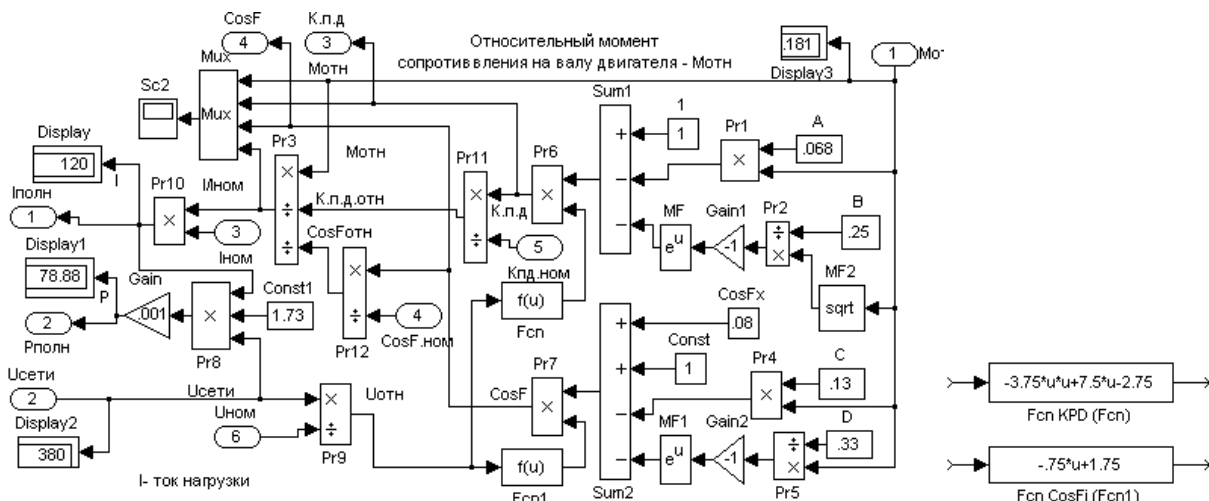 CosF
4
К.п.д
3
Относительный момент
сопротиввления на валу двигателя - Мотн
.181
Display3
1
Мо
Mux
Mux
Sc2
Мотн
Sum1
1
1
Pr1
A
.068
Display
120
I
Pr3
Мотн
Pr11
Pr6
Iполн
1
Pr10
I/Iном
К.п.д.отн
К.п.д
3
Iном
5
MF
e^u
Gain1
-1
Pr2
B
.25
Display1
78.88
P
Gain
.001
CosFотн
Кпд.ном
MF2
sqrt
Const1
1.73
2
Рполн
Pr8
Pr12
4
CosF.ном
f(u)
Fcn
CosFx
.08
Const
1
Pr7
Pr4
C
.13
Uсети
2
Uсети
Uотн
CosF
Display2
380
Uном
6
Pr9
MF1
e^u
Gain2
-1
D
.33
I- ток нагрузки
f(u)
Fcn1
Sum2
Pr5
-3.75*u*u+7.5*u-2.75
Fcn KPD (Fcn)
-.75*u+1.75
Fcn CosFi (Fcn1)